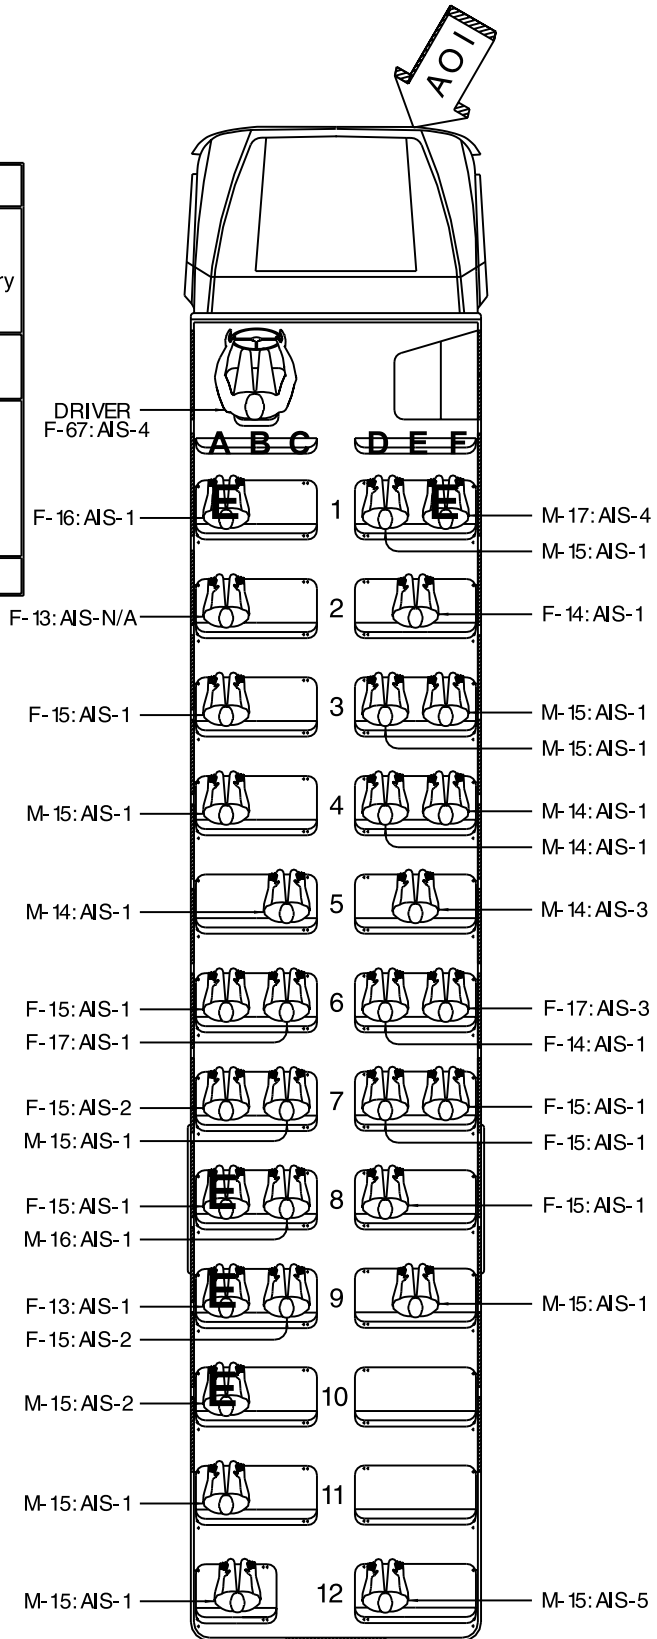 AOI
ry
DRIVER
F-67:AIS-4
A B C D E F
F-16:AIS-1
E
1
E
M-17:AIS-4
M-15:AIS-1
F-13:AIS-N/A
2
F-14:AIS-1
F-15:AIS-1
3
M-15:AIS-1
M-15:AIS-1
M-15:AIS-1
4
M-14:AIS-1
M-14:AIS-1
M-14:AIS-1
5
M-14:AIS-3
F-15:AIS-1
F-17:AIS-1
6
F-17:AIS-3
F-14:AIS-1
F-15:AIS-2
M-15:AIS-1
7
F-15:AIS-1
F-15:AIS-1
F-15:AIS-1
M-16:AIS-1
E
8
F-15:AIS-1
F-13:AIS-1
F-15:AIS-2
E
9
M-15:AIS-1
M-15:AIS-2
E
10
M-15:AIS-1
11
M-15:AIS-1
12
M-15:AIS-5